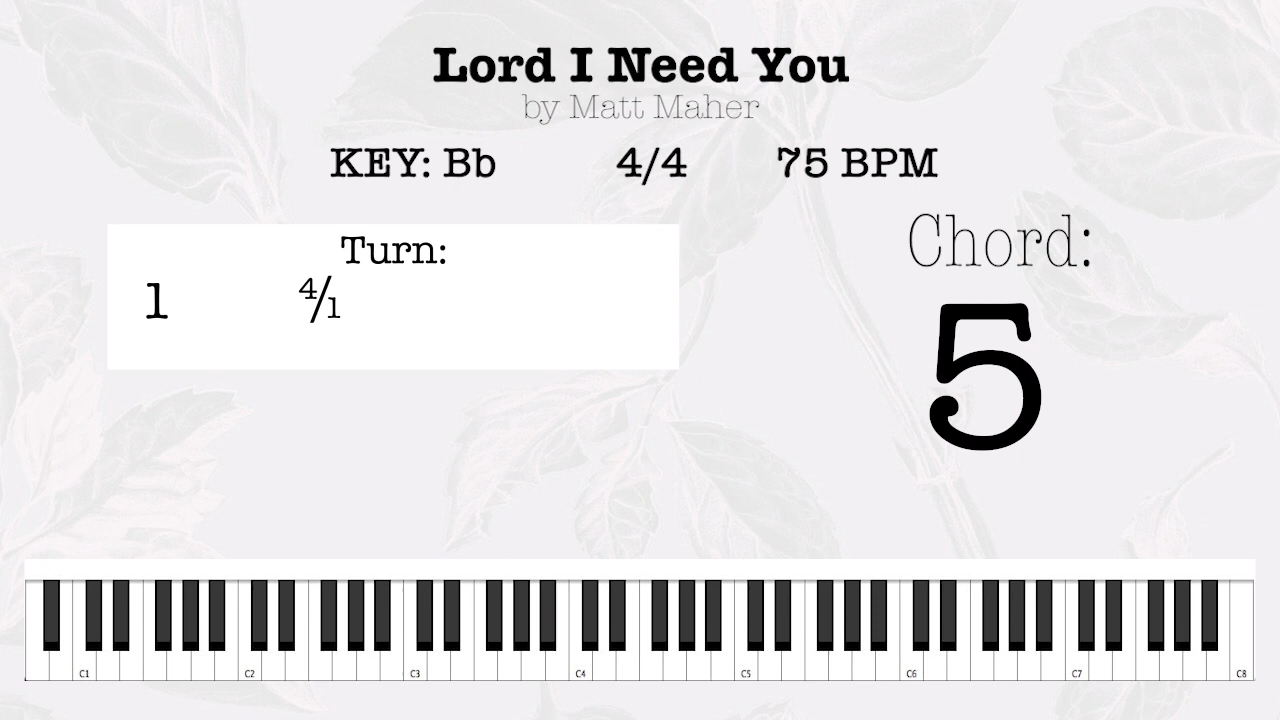 Lord I Need You
by Matt Maher
KEY: Bb 4/4 75 BPM
Turn:
1 4/1
Chord:
5
C1 C2 C3 C4 C5 C6 C7 C8